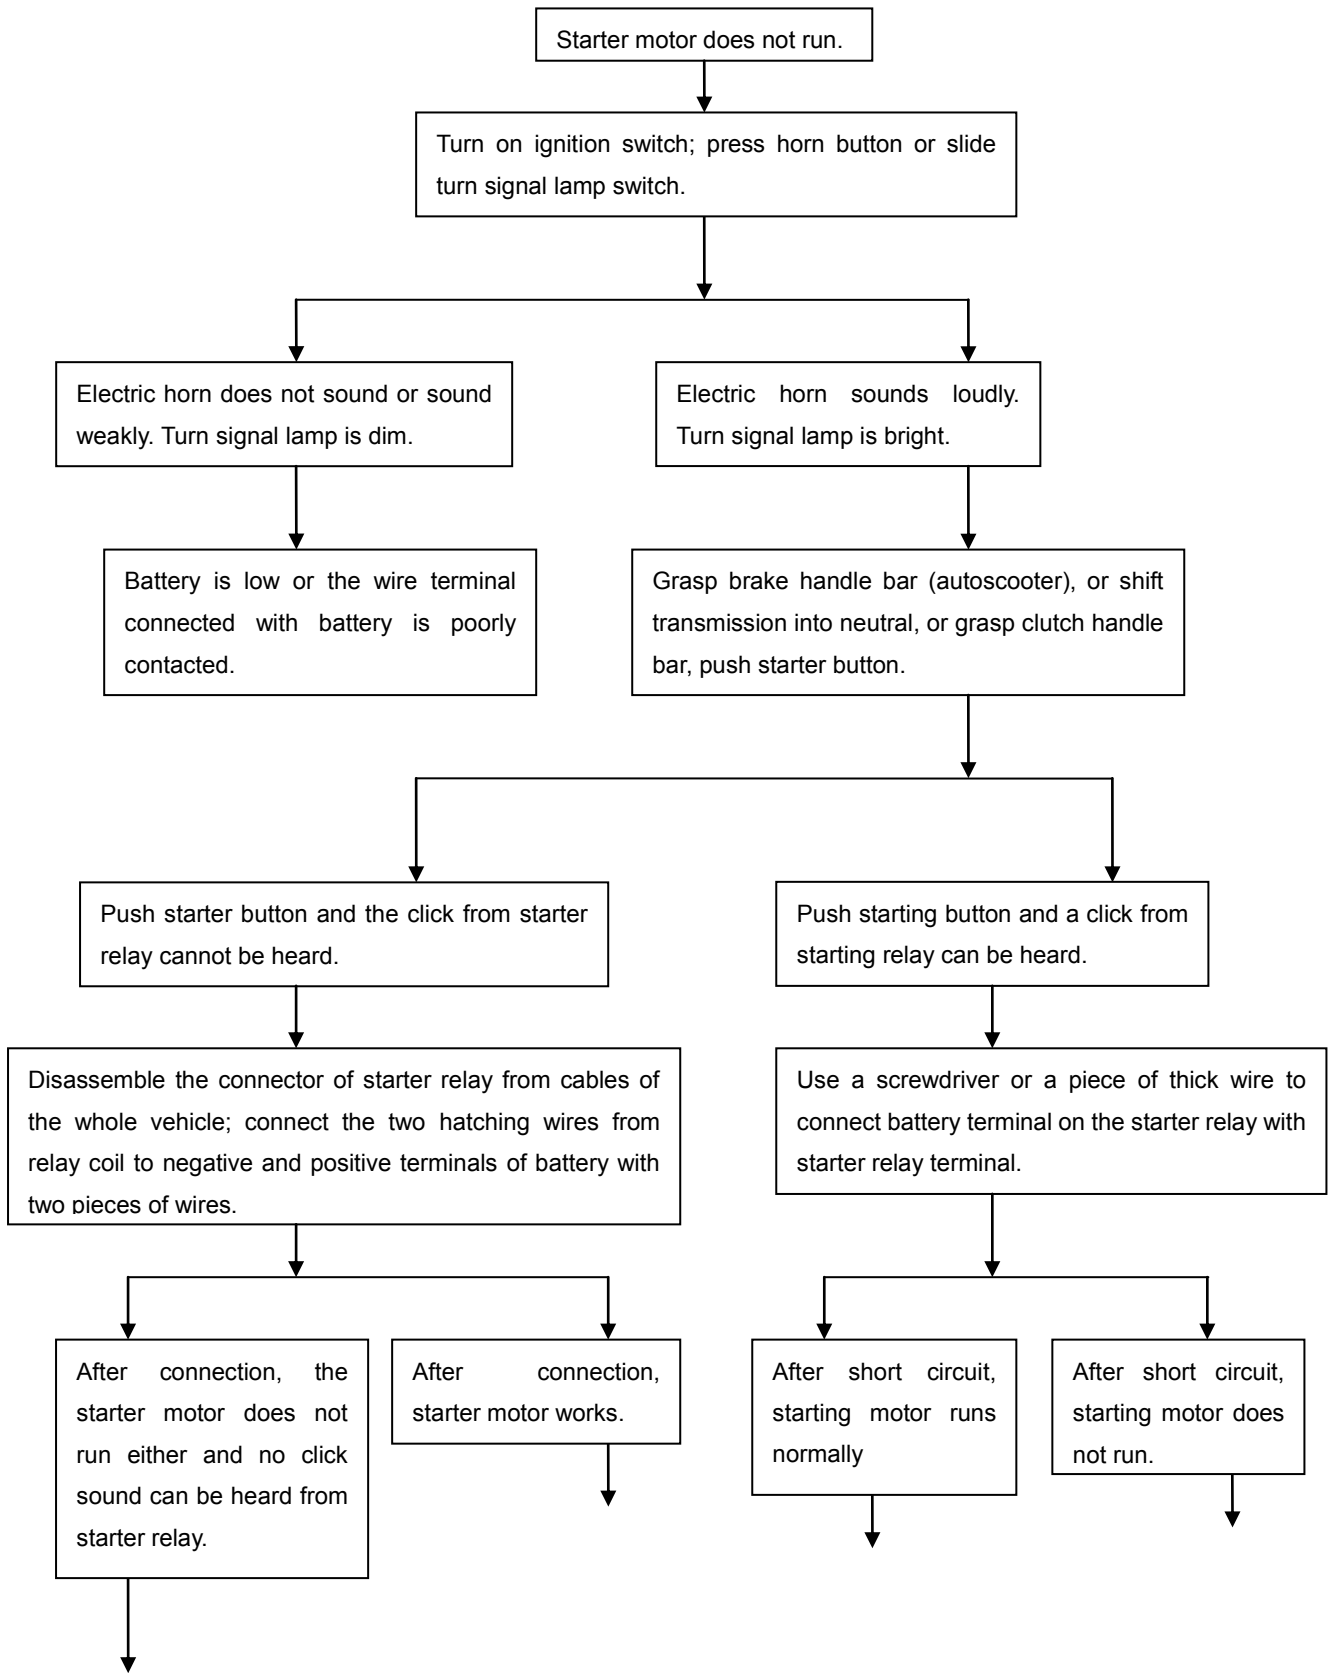 Starter motor does not run.
Turn on ignition switch; press horn button or slide
turn signal lamp switch.
Electric horn does not sound or sound
weakly. Turn signal lamp is dim.
Electric horn sounds loudly.
Turn signal lamp is bright.
Battery is low or the wire terminal
connected with battery is poorly
contacted.
Grasp brake handle bar (autoscooter), or shift
transmission into neutral, or grasp clutch handle
bar, push starter button.
Push starter button and the click from starter
relay cannot be heard.
Push starting button and a click from
starting relay can be heard.
Disassemble the connector of starter relay from cables of
the whole vehicle; connect the two hatching wires from
relay coil to negative and positive terminals of battery with
two pieces of wires.
Use a screwdriver or a piece of thick wire to
connect battery terminal on the starter relay with
starter relay terminal.
After connection, the
starter motor does not
run either and no click
sound can be heard from
starter relay.
After connection,
starter motor works.
After short circuit,
starting motor runs
normally
After short circuit,
starting motor does
not run.